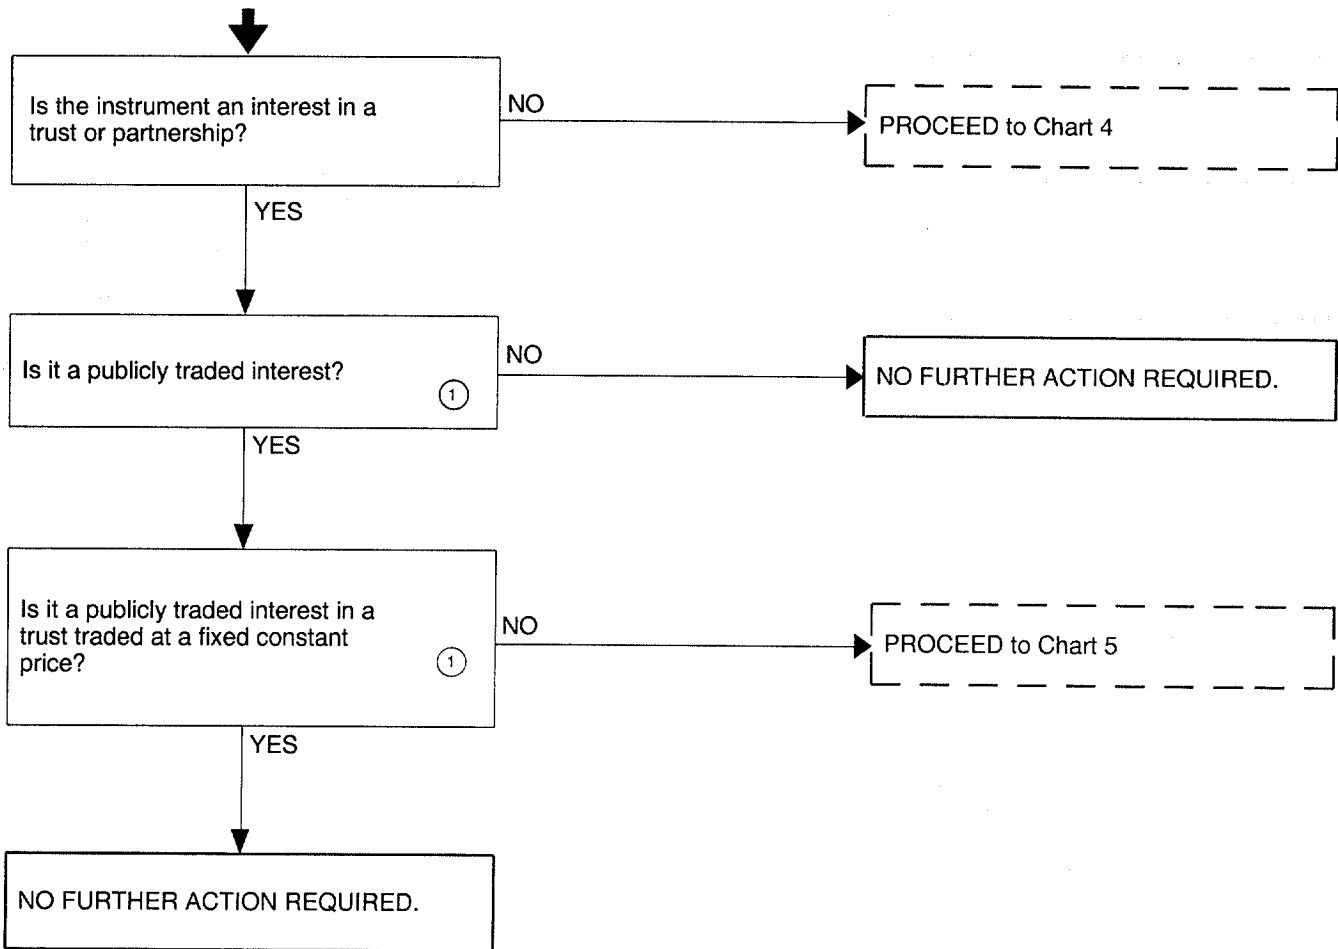 Is the instrument an interest in a
trust or partnership?
NO
PROCEED to Chart 4
YES
Is it a publicly traded interest?
①
NO
NO FURTHER ACTION REQUIRED.
YES
Is it a publicly traded interest in a
trust traded at a fixed constant
price?
①
NO
PROCEED to Chart 5
YES
NO FURTHER ACTION REQUIRED.